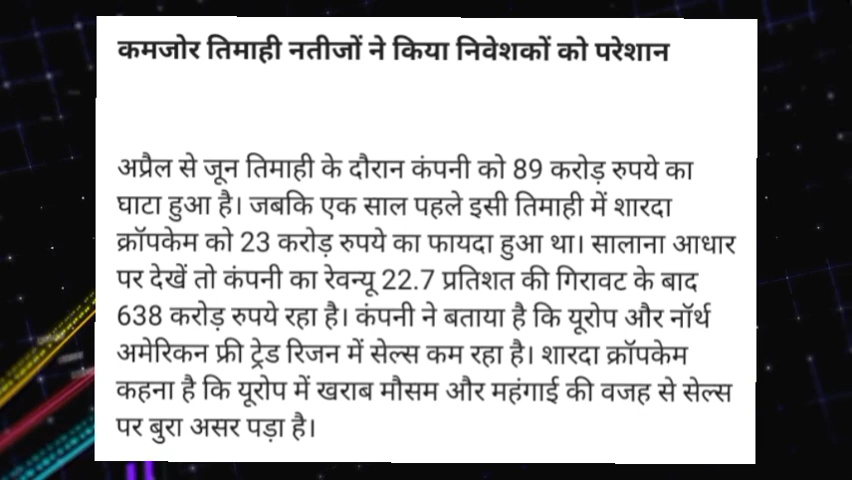 कमजोर तिमाही नतीजों ने किया निवेशकों को परेशान
अप्रैल से जून तिमाही के दौरान कंपनी को 89 करोड़ रुपये का
घाटा हुआ है। जबकि एक साल पहले इसी तिमाही में शारदा
क्रॉपकेम को 23 करोड़ रुपये का फायदा हुआ था। सालाना आधार
पर देखें तो कंपनी का रेवन्यू 22.7 प्रतिशत की गिरावट के बाद
638 करोड़ रुपये रहा है। कंपनी ने बताया है कि यूरोप और नॉर्थ
अमेरिकन फ्री ट्रेड रिजन में सेल्स कम रहा है। शारदा क्रॉपकेम
कहना है कि यूरोप में खराब मौसम और महंगाई की वजह से सेल्स
पर बुरा असर पड़ा है।